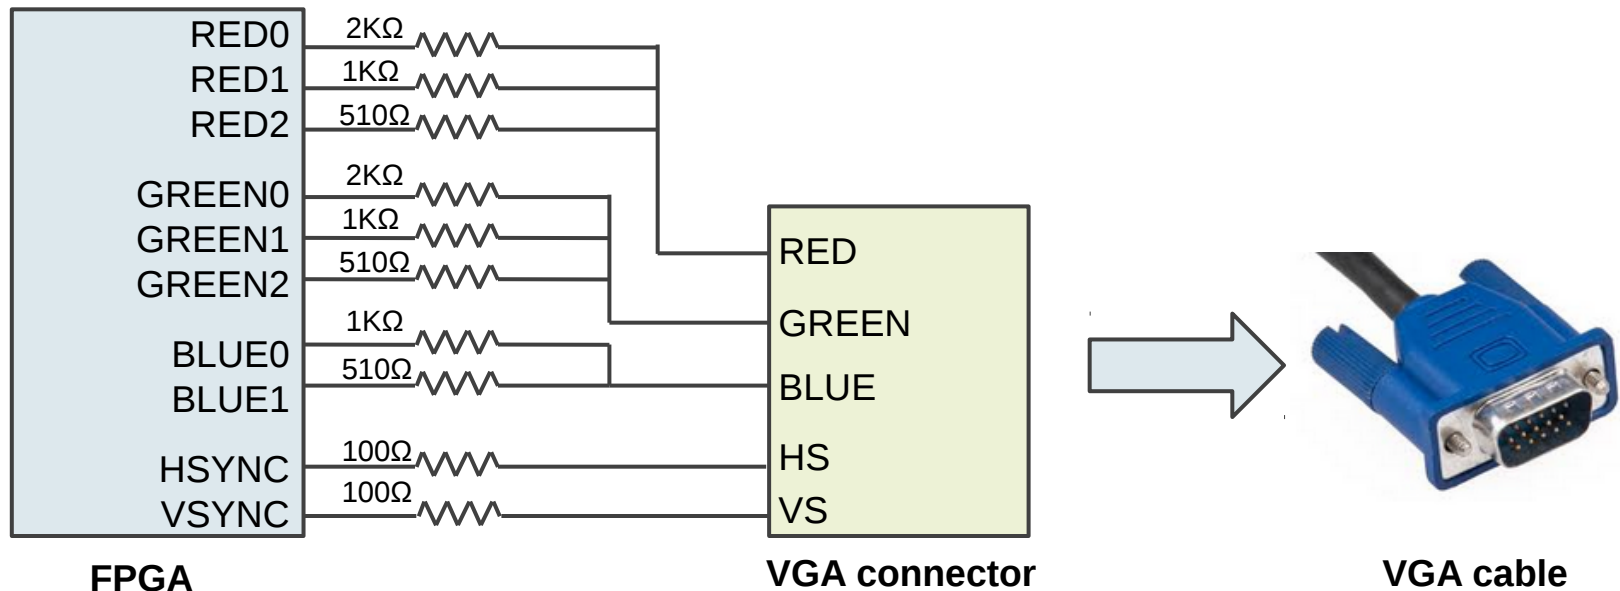 RED0 2KΩ
RED1 1KΩ
RED2 510Ω
GREEN0 2KΩ
GREEN1 1KΩ
GREEN2 510Ω
BLUE0 1KΩ
BLUE1 510Ω
HSYNC 100Ω
VSYNC 100Ω
RED
GREEN
BLUE
HS
VS
FPGA
VGA connector
VGA cable